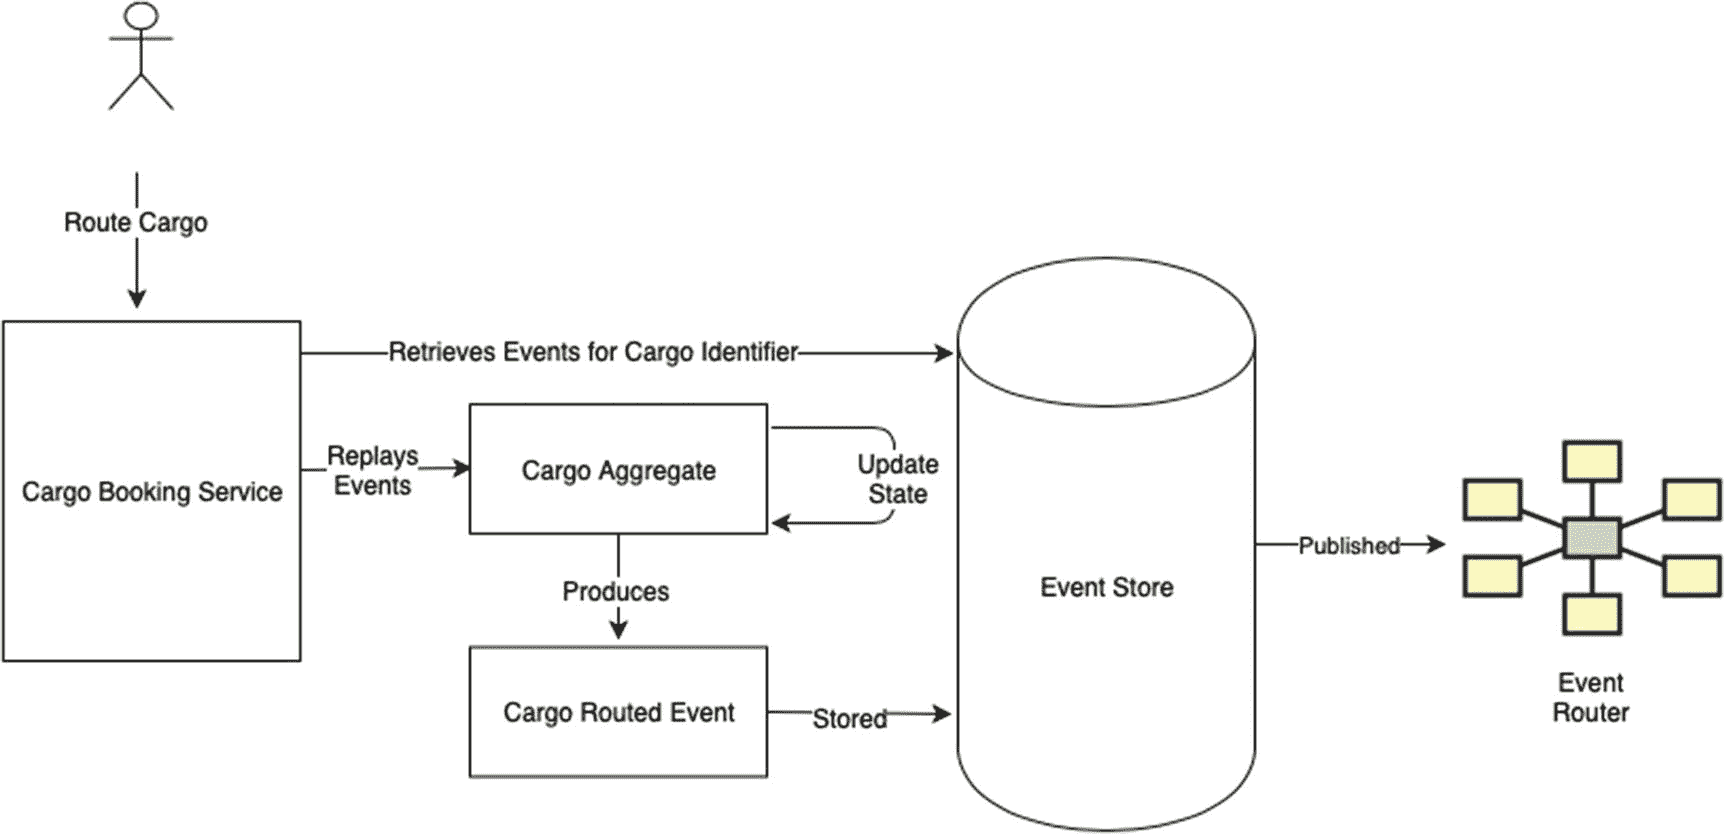 Route Cargo
Retrieves Events for Cargo Identifier
Cargo Booking Service
Replays
Events
Cargo Aggregate
Update
State
Produces
Cargo Routed Event
Stored
Event Store
Published
Event
Router